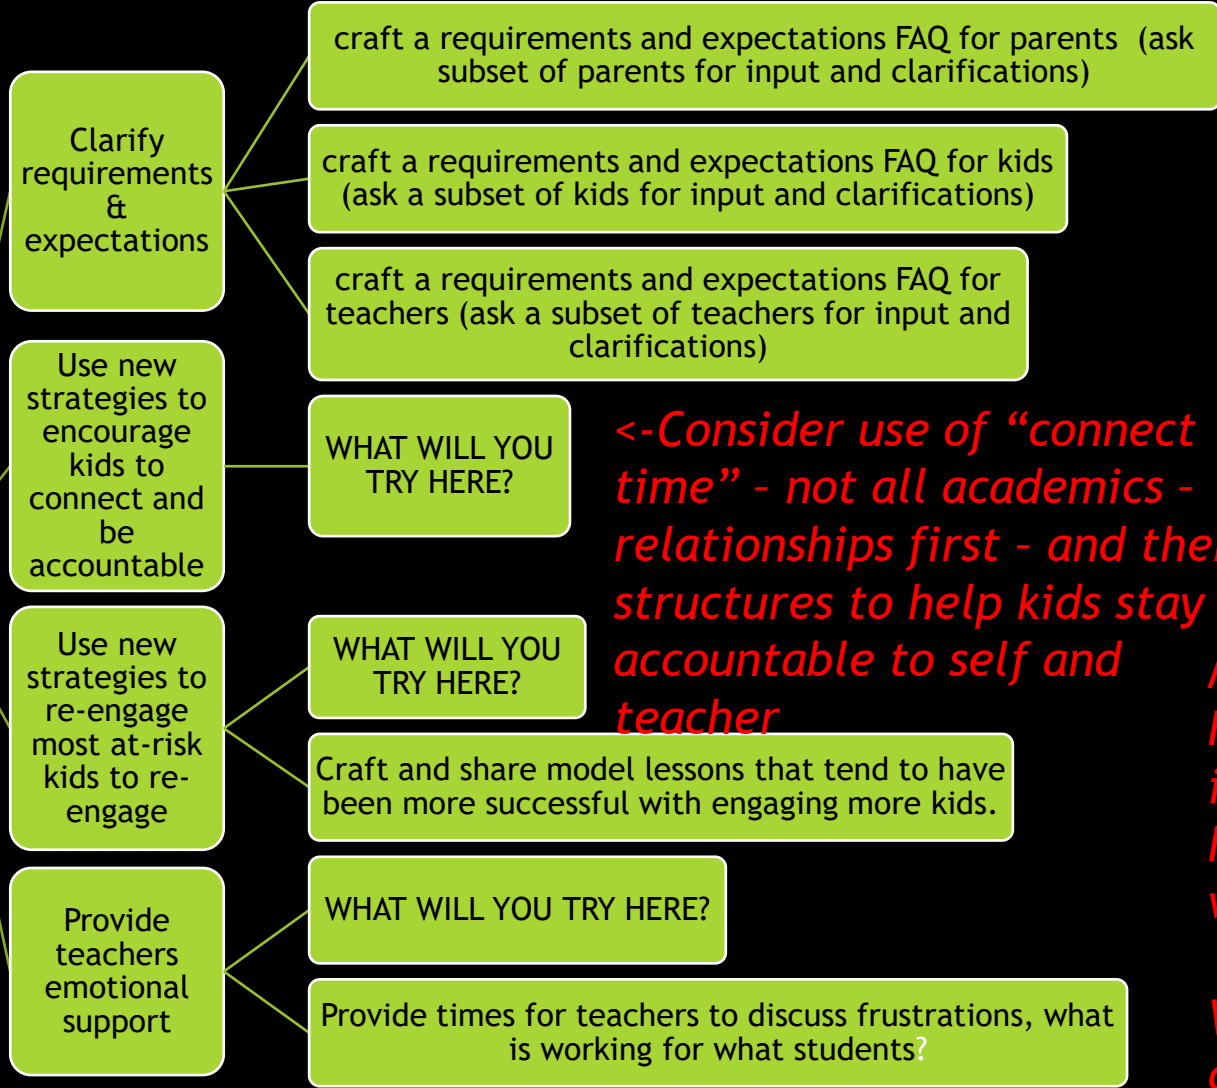 craft a requirements and expectations FAQ for parents  (ask
subset of parents for input and clarifications)
Clarify
requirements
&
expectations
craft a requirements and expectations FAQ for kids
(ask a subset of kids for input and clarifications)
craft a requirements and expectations FAQ for
teachers (ask a subset of teachers for input and
clarifications)
Use new
strategies to
encourage
kids to
connect and
be
accountable
WHAT WILL YOU
TRY HERE?
<-Consider use of “connect
time” – not all academics –
relationships first – and
structures to help kids stay
accountable to self and
teacher
Use new
strategies to
re-engage
most at-risk
kids to re-
engage
WHAT WILL YOU
TRY HERE?
Craft and share model lessons that tend to have
been more successful with engaging more kids.
Provide
teachers
emotional
support
WHAT WILL YOU TRY HERE?
Provide times for teachers to discuss frustrations, what
is working for what students?